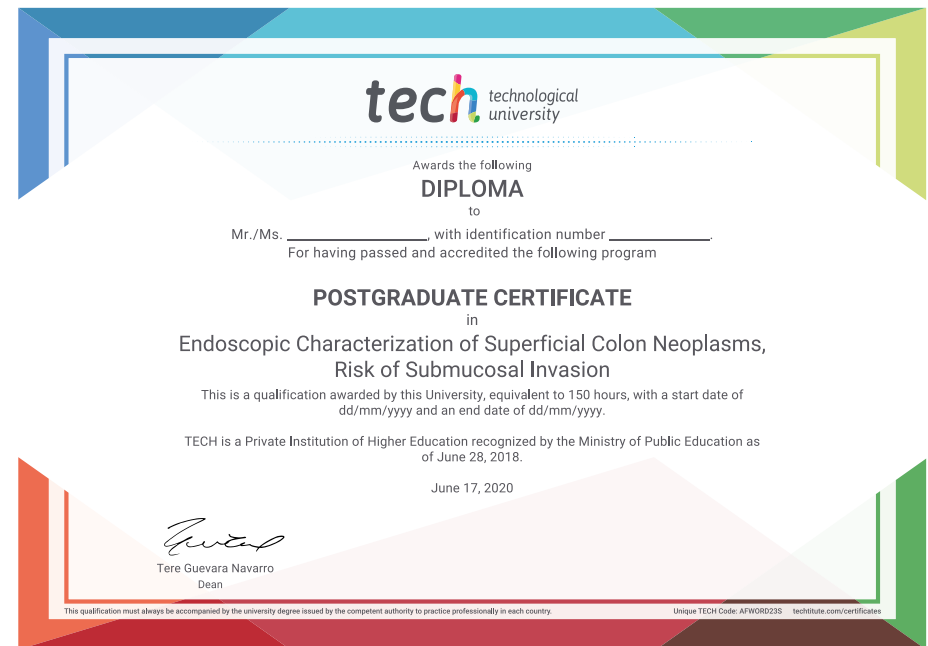 tech technological
university
Awards the following
DIPLOMA
to
Mr./Ms. ____________________, with identification number ______________.
For having passed and accredited the following program
POSTGRADUATE CERTIFICATE
in
Endoscopic Characterization of Superficial Colon Neoplasms,
Risk of Submucosal Invasion
This is a qualification awarded by this University, equivalent to 150 hours, with a start date of
dd/mm/yyyy and an end date of dd/mm/yyyy.
TECH is a Private Institution of Higher Education recognized by the Ministry of Public Education as
of June 28, 2018.
June 17, 2020
Tere Guevara Navarro
Dean
This qualification must always be accompanied by the university degree issued by the competent authority to practice professionally in each country.
Unique TECH Code: AFWORD23S techtitute.com/certificates